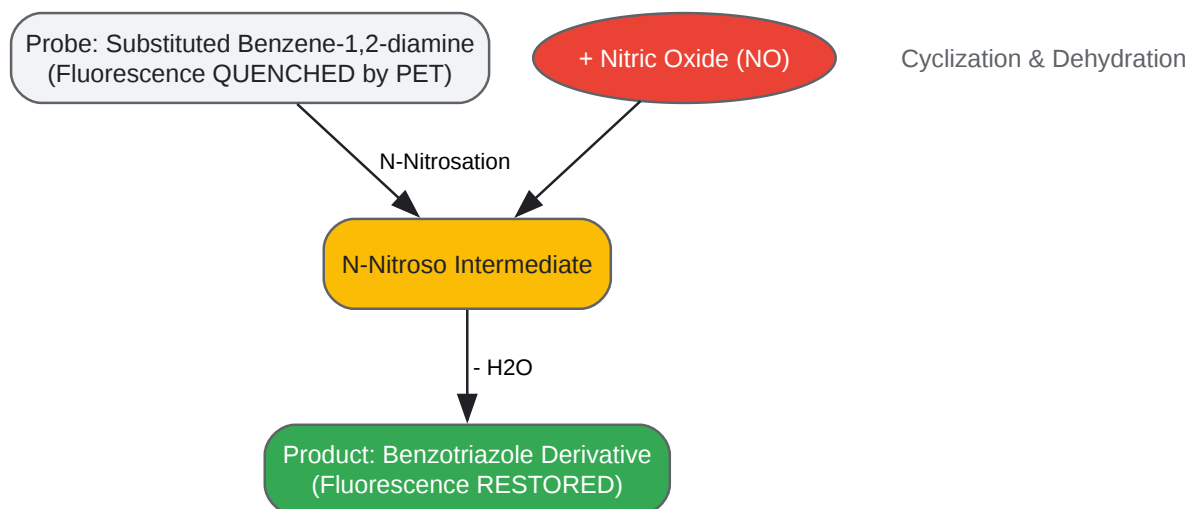 Probe: Substituted Benzene-1,2-diamine
(Fluorescence QUENCHED by PET)
+ Nitric Oxide (NO)
Cyclization & Dehydration
N-Nitrosation
N-Nitroso Intermediate
- H2O
Product: Benzotriazole Derivative
(Fluorescence RESTORED)